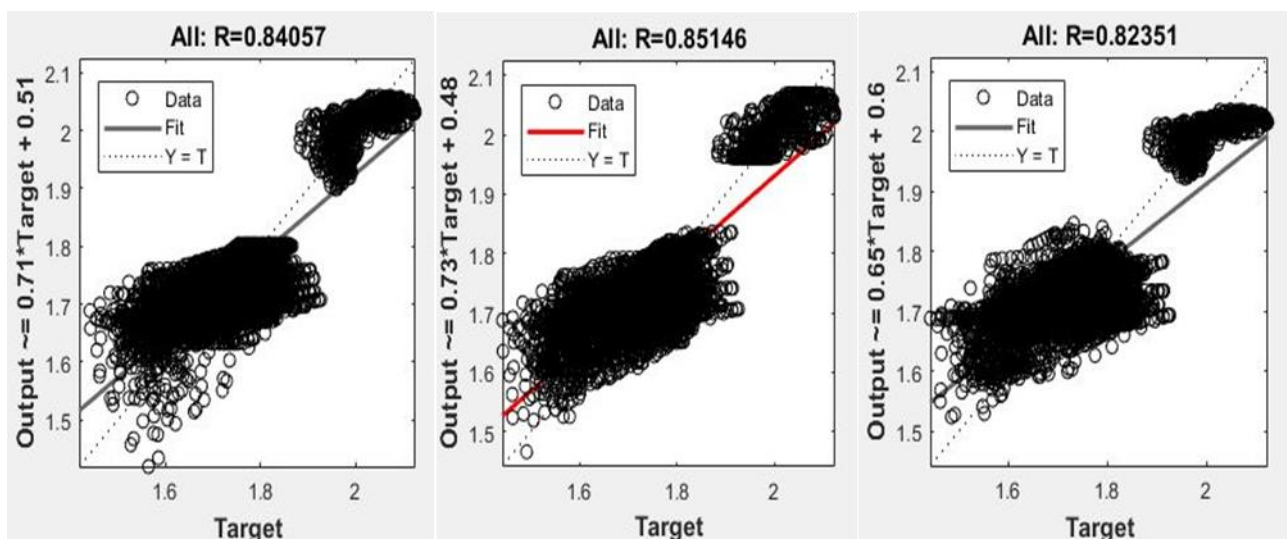 All: R=0.84057
Output ~= 0.71*Target + 0.51
2.1
2
1.9
1.8
1.7
1.6
1.5
Data
Fit
Y = T
1.6
1.8
2
Target
All: R=0.85146
Output ~= 0.73*Target + 0.48
2.1
2
1.9
1.8
1.7
1.6
1.5
Data
Fit
Y = T
1.6
1.8
2
Target
All: R=0.82351
Output ~= 0.65*Target + 0.6
2.1
2
1.9
1.8
1.7
1.6
1.5
Data
Fit
Y = T
1.6
1.8
2
Target